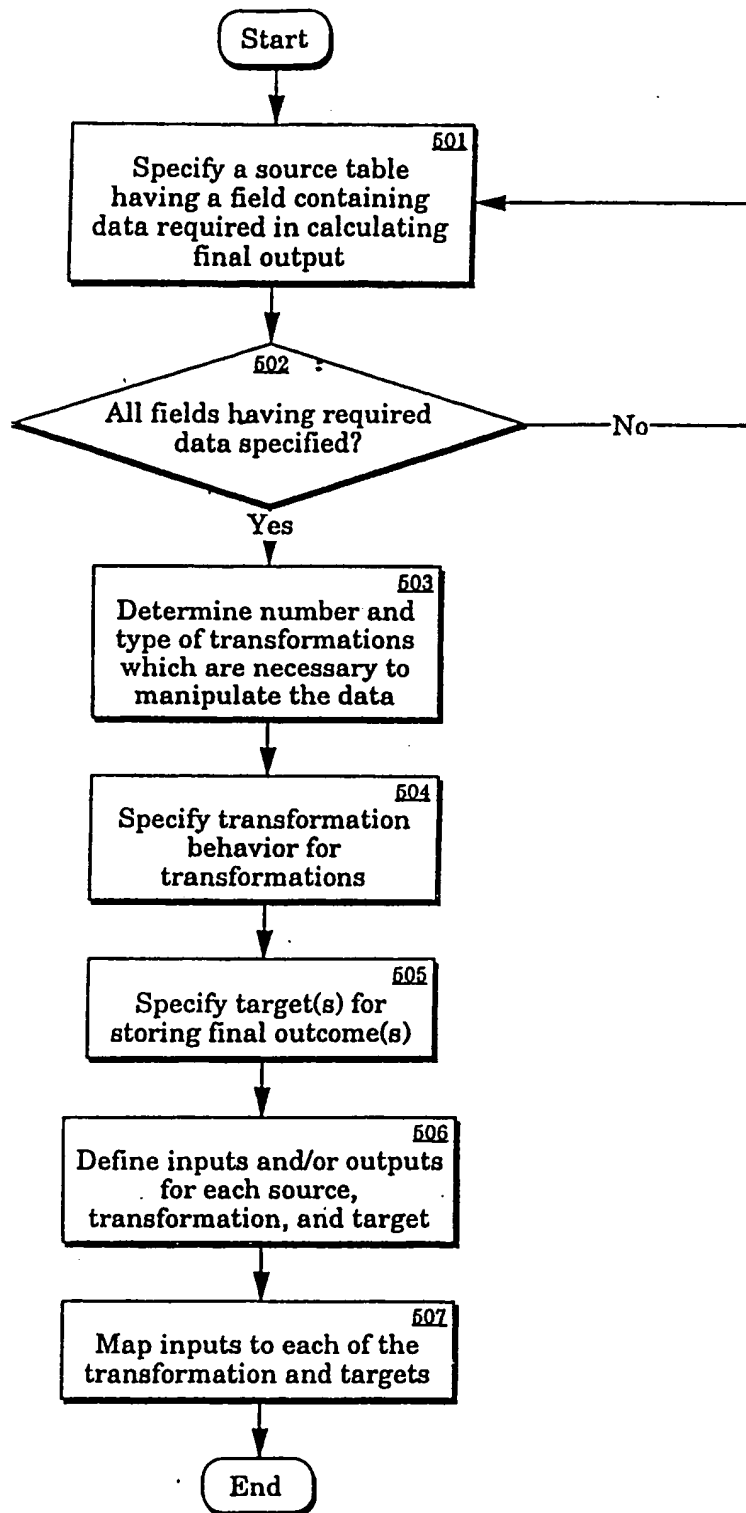 Start
501
Specify a source table
having a field containing
data required in calculating
final output
502
All fields having required
data specified?
No
Yes
503
Determine number and
type of transformations
which are necessary to
manipulate the data
504
Specify transformation
behavior for
transformations
505
Specify target(s) for
storing final outcome(s)
506
Define inputs and/or outputs
for each source,
transformation, and target
507
Map inputs to each of the
transformation and targets
End